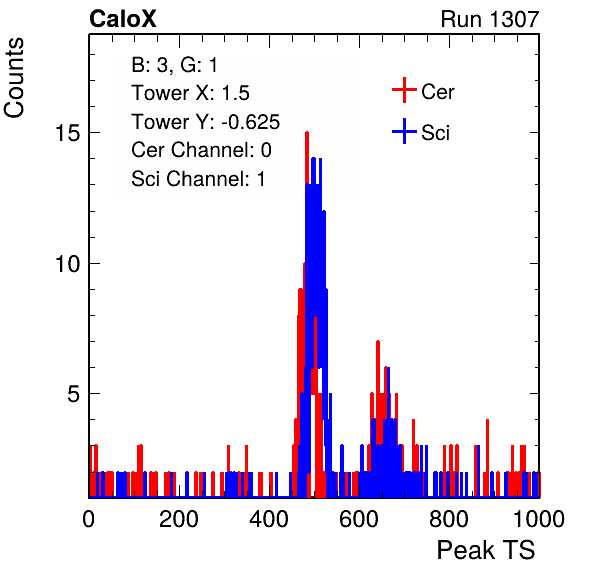 CaloX Run 1307
Counts
B: 3, G: 1
Tower X: 1.5
Tower Y: -0.625
Cer Channel: 0
Sci Channel: 1
Cer
Sci
15
10
5
0 200 400 600 800 1000
Peak TS